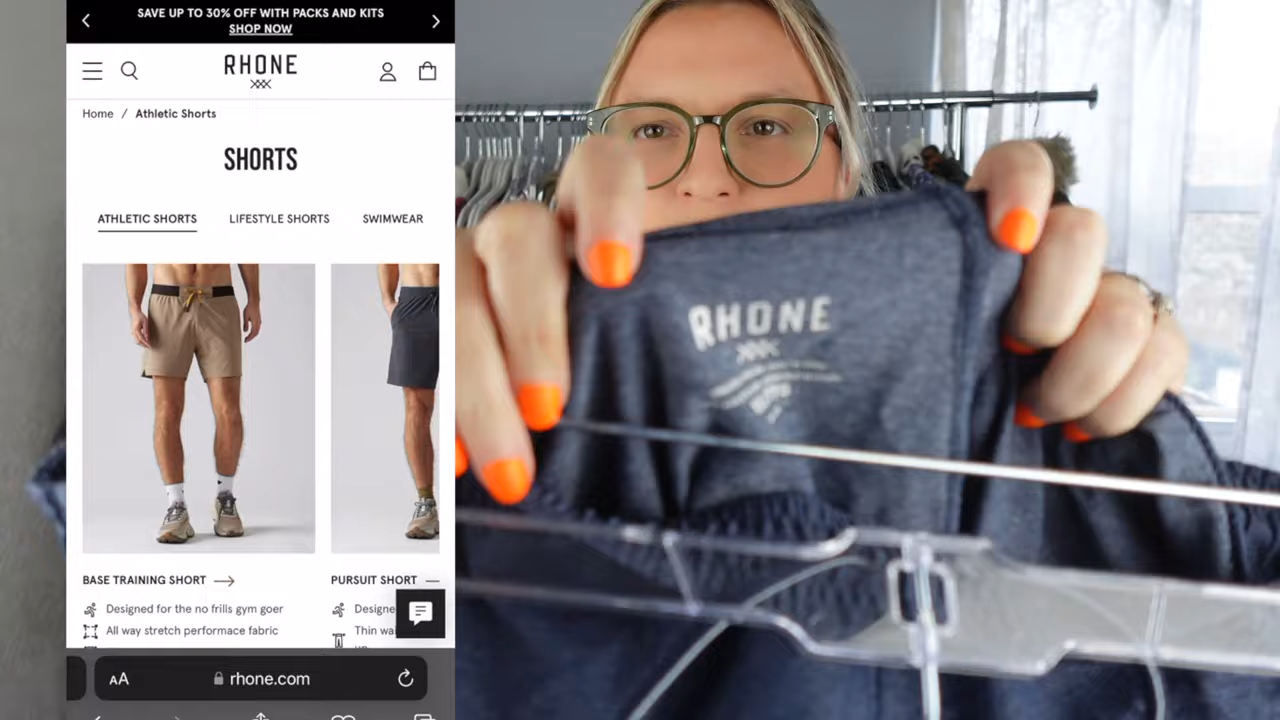 SAVE UP TO 30% OFF WITH PACKS AND KITS
SHOP NOW
RHONE
Home / Athletic Shorts
SHORTS
ATHLETIC SHORTS LIFESTYLE SHORTS SWIMWEAR
BASE TRAINING SHORT
Designed for the no frills gym goer
All way stretch performace fabric
PURSUIT SHORT
Designe
Thin wa
AA rhone.com
RHONE